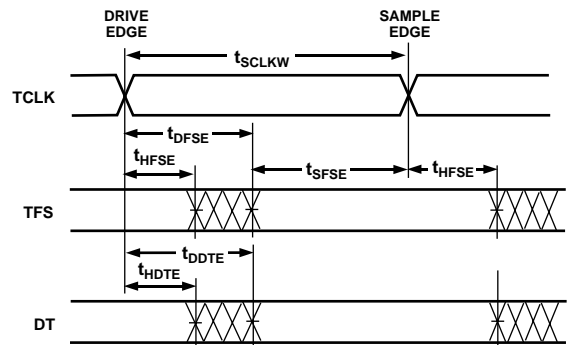 DRIVE
EDGE
SAMPLE
EDGE
tSCLKW
TCLK
tDFSE
tHFSE
tSFSE
tHFSE
TFS
tDDTE
tHDTE
DT